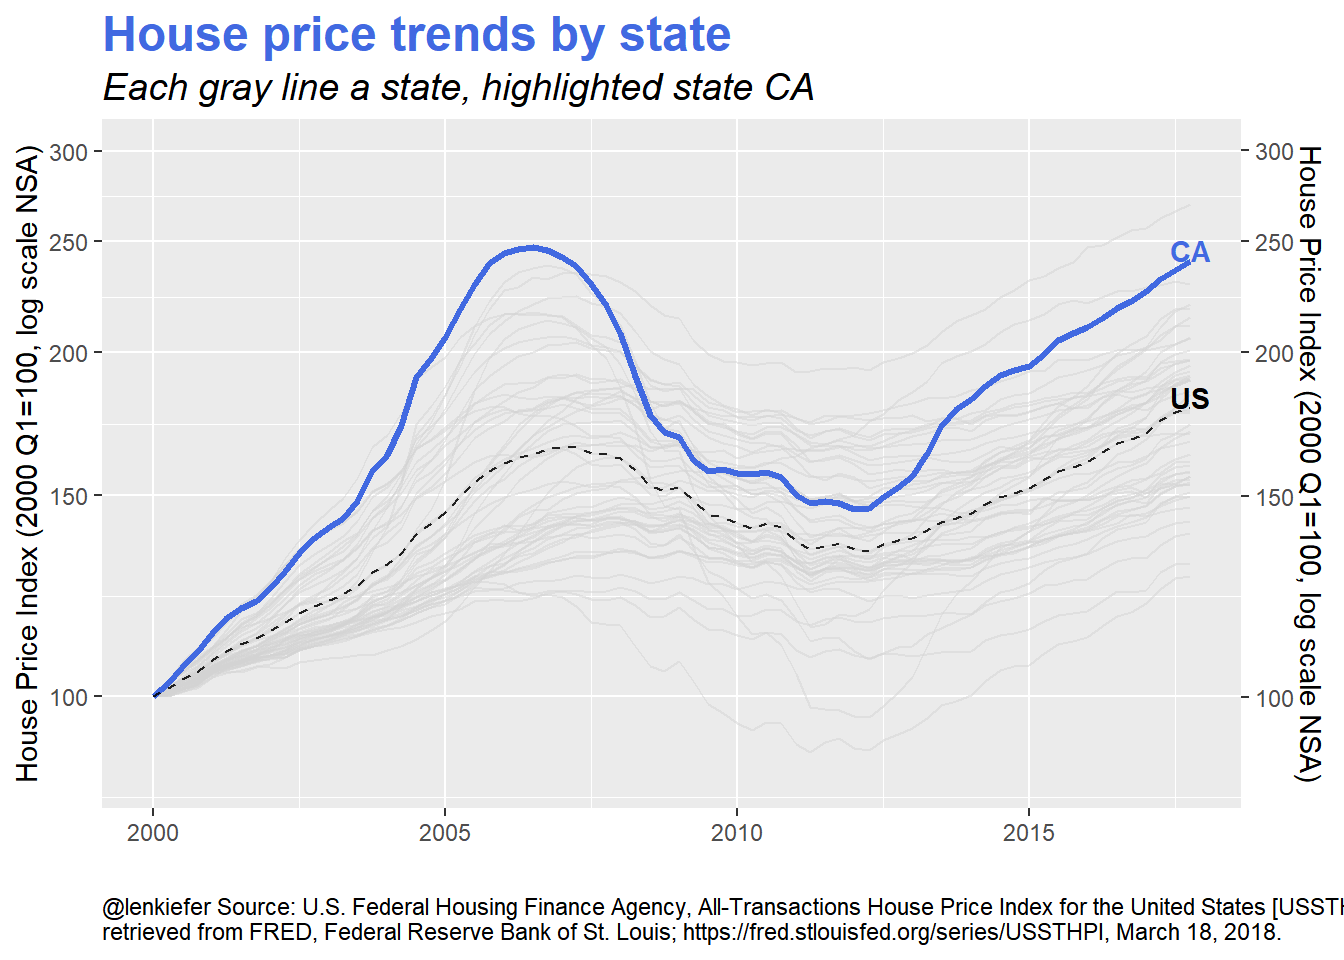 House price trends by state
Each gray line a state, highlighted state CA
House Price Index (2000 Q1=100, log scale NSA)
300
250
200
150
100
300
250
200
150
100
House Price Index (2000 Q1=100, log scale NSA)
CA
US
2000
2005
2010
2015
@lenkiefer Source: U.S. Federal Housing Finance Agency, All-Transactions House Price Index for the United States [USSTH
retrieved from FRED, Federal Reserve Bank of St. Louis; https://fred.stlouisfed.org/series/USSTHPI, March 18, 2018.